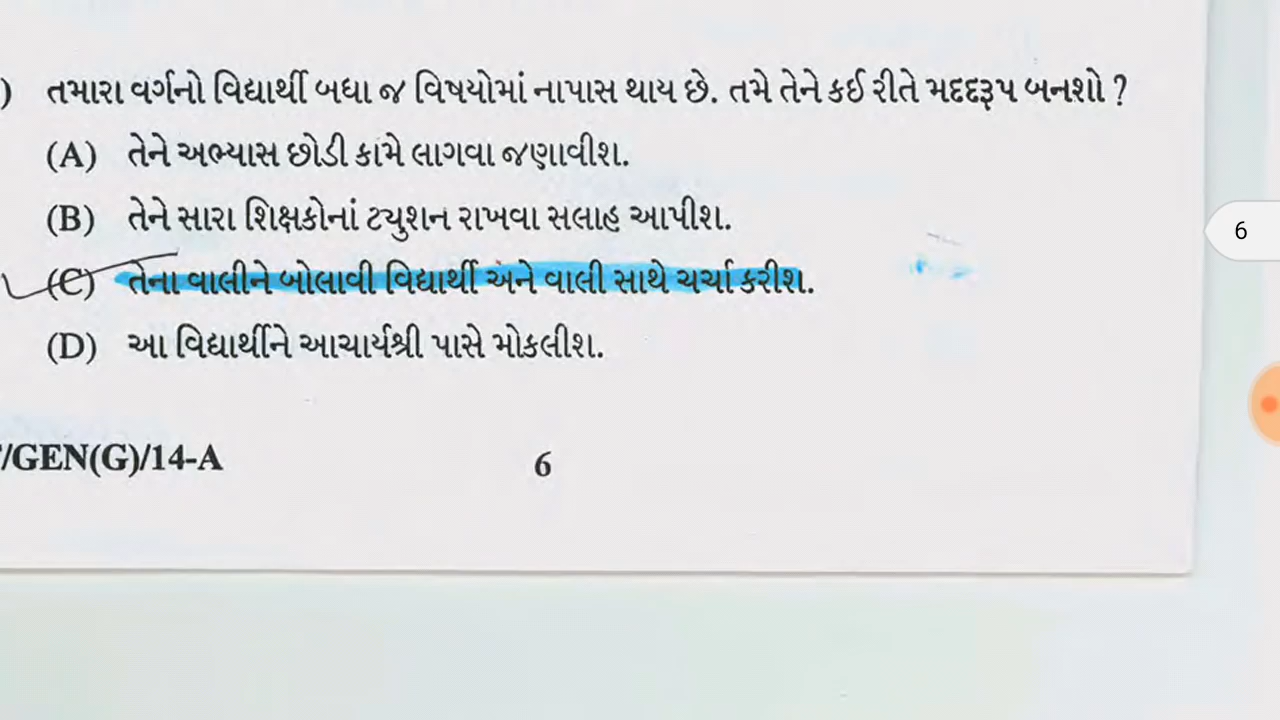 ) તમારા વર્ગનો વિદ્યાર્થી બધા જ વિષયોમાં નાપાસ થાય છે. તમે તેને કઈ રીતે મદદરૂપ બનશો ?
(A) તેને અભ્યાસ છોડી કામે લાગવા જણાવીશ.
(B) તેને સારા શિક્ષકોનાં ટ્યુશન રાખવા સલાહ આપીશ.
(C) તેના વાલીને બોલાવી વિદ્યાર્થી અને વાલી સાથે ચર્ચા કરીશ.
(D) આ વિદ્યાર્થીને આચાર્યશ્રી પાસે મોકલીશ.
/GEN(G)/14-A
6
6